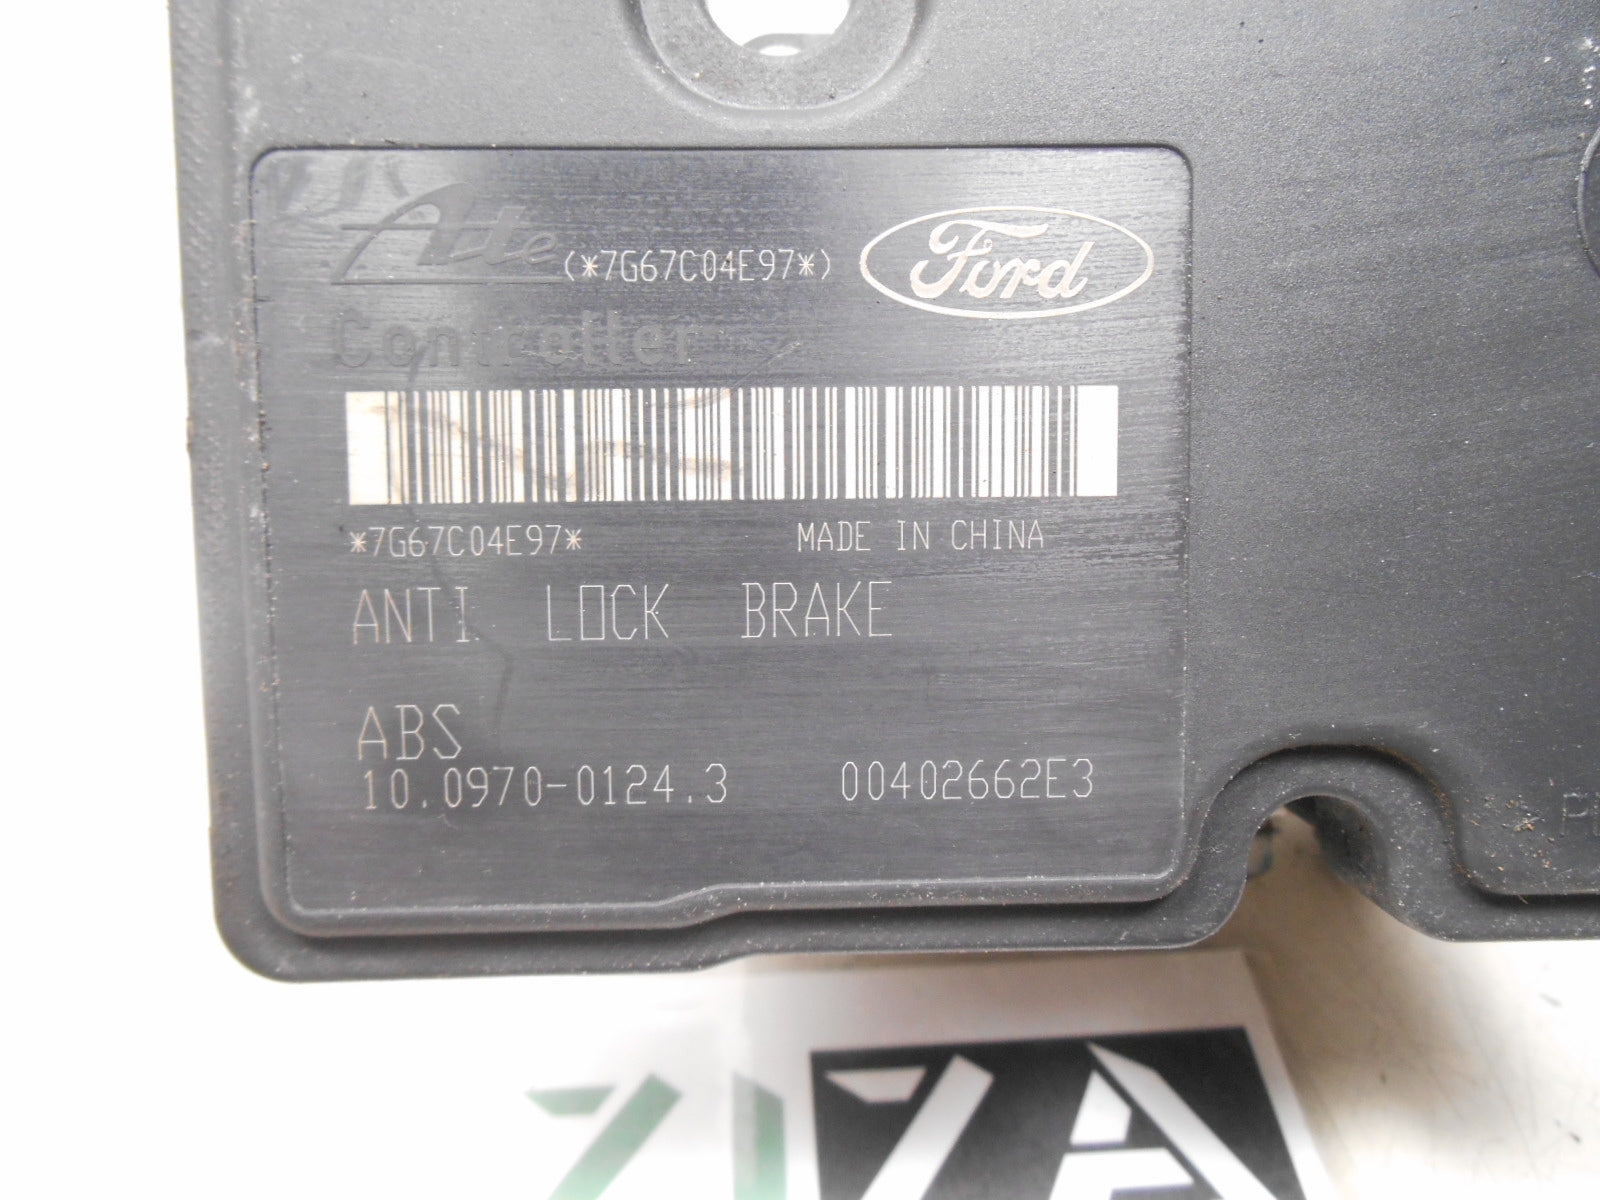 Ate (*7G67C04E97*) Ford
Controller
*7G67C04E97* MADE IN CHINA
ANTI LOCK BRAKE
ABS
10.0970-0124.3 00402662E3